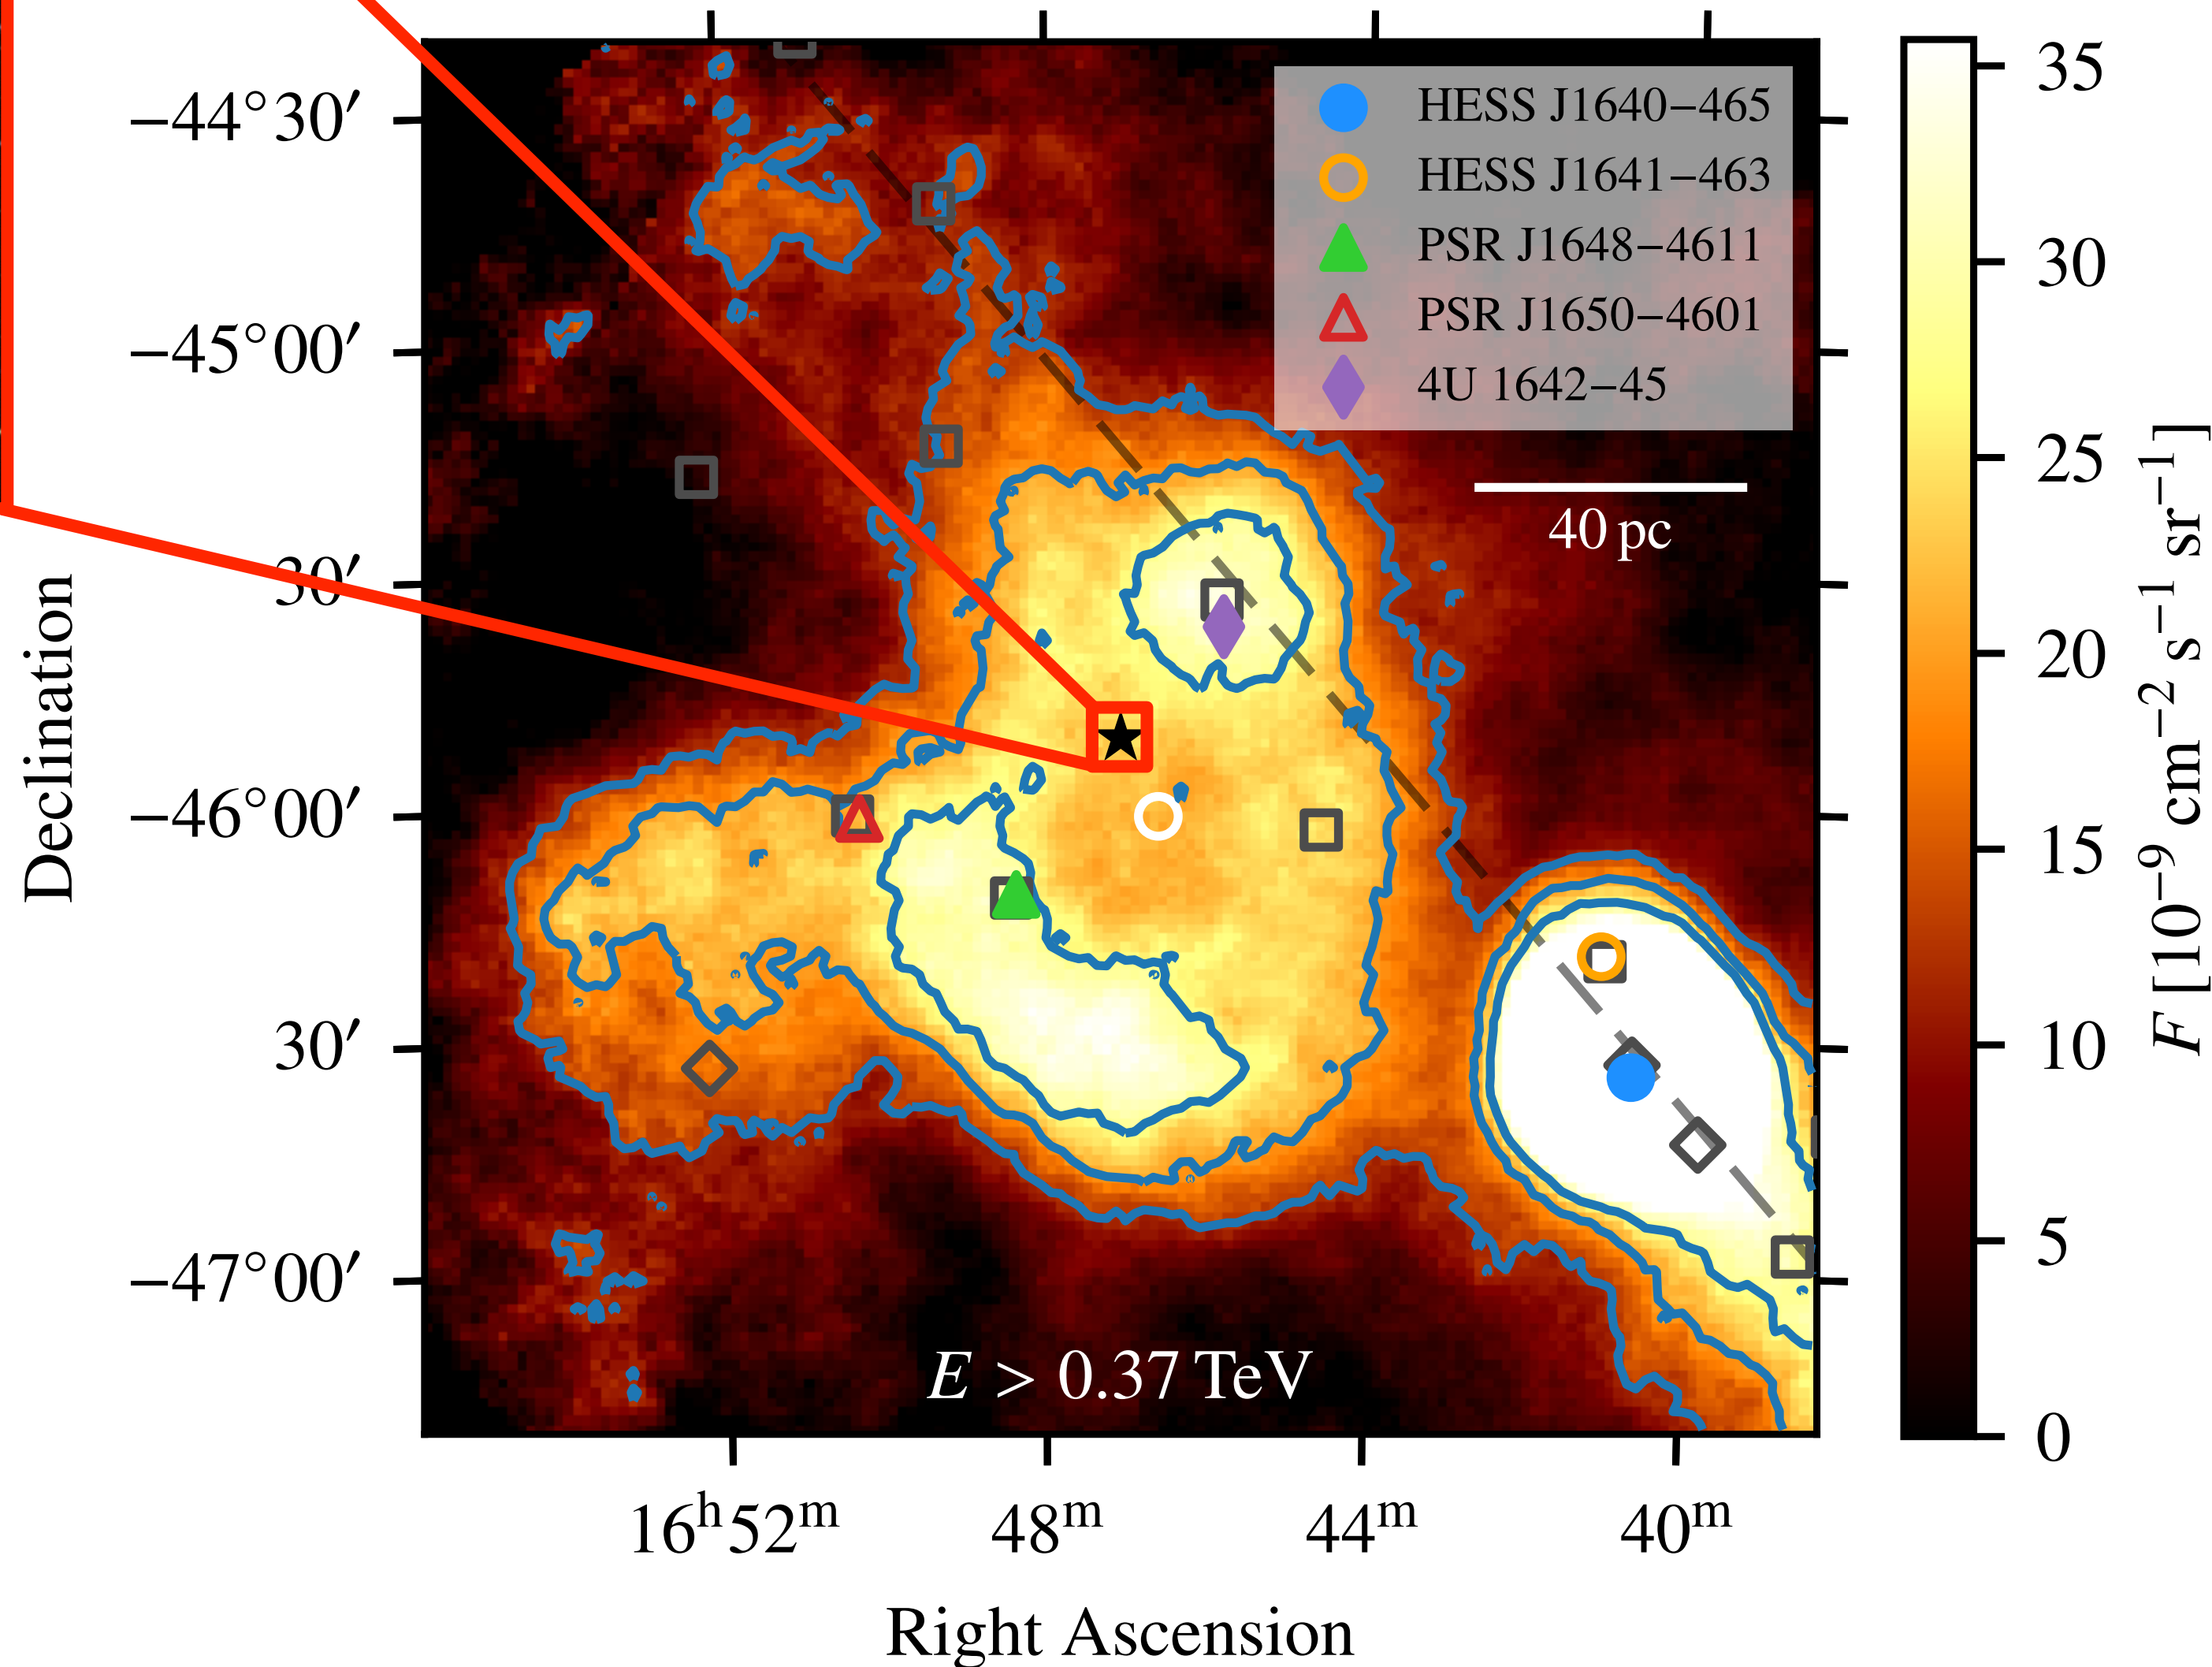 HESS J1640−465
HESS J1641−463
PSR J1648−4611
PSR J1650−4601
4U 1642−45
40 pc
E > 0.37 TeV
−44°30′
−45°00′
30′
−46°00′
30′
−47°00′
Declination
16ʰ52ᵐ
48ᵐ
44ᵐ
40ᵐ
Right Ascension
35
30
25
20
15
10
5
0
F [10⁻⁹ cm⁻² s⁻¹ sr⁻¹]